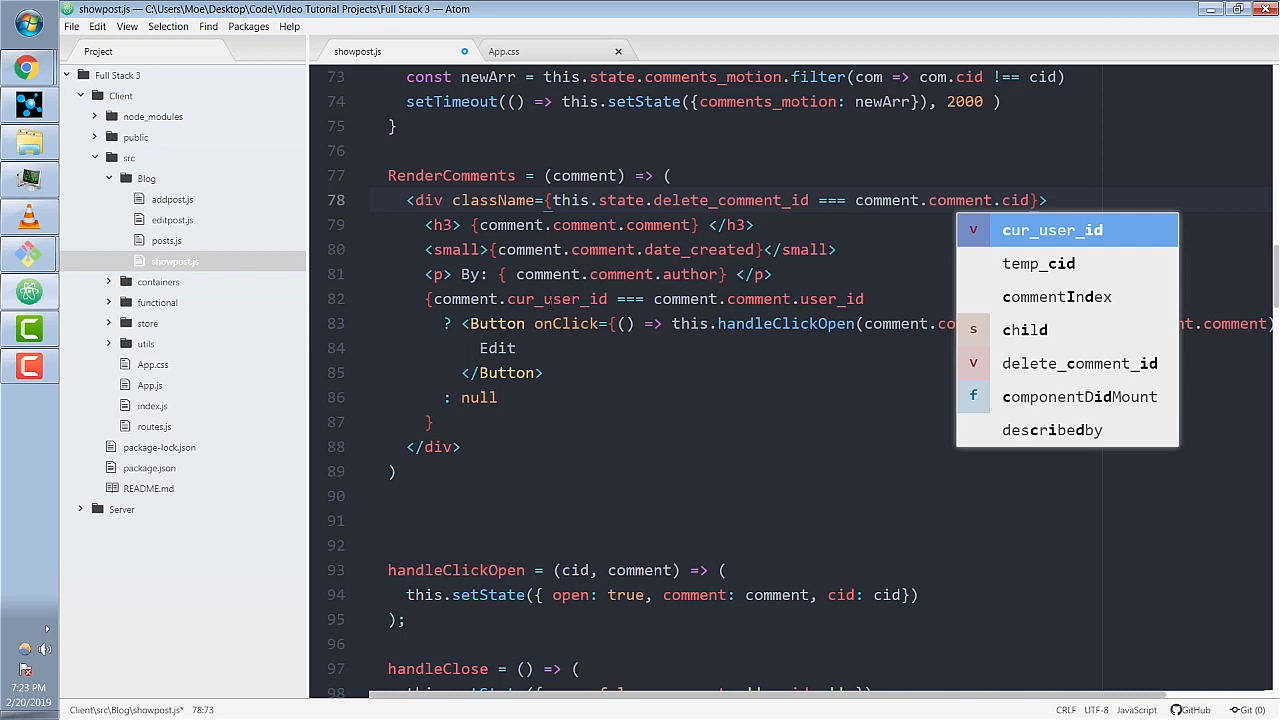 showpost.js — C:\Users\Moe\Desktop\Code\Video Tutorial Projects\Full Stack 3 — Atom
File Edit View Selection Find Packages Help
Project
showpost.js
App.css
Full Stack 3
Client
node_modules
public
src
Blog
addpost.js
editpost.js
posts.js
showpost.js
containers
functional
store
utils
App.css
App.js
index.js
routes.js
package-lock.json
package.json
README.md
Server
73 const newArr = this.state.comments_motion.filter(com => com.cid !== cid)
74 setTimeout(() => this.setState({comments_motion: newArr}), 2000 )
75 }
76
77 RenderComments = (comment) => (
78 <div className={this.state.delete_comment_id === comment.comment.cid}>
79 <h3> {comment.comment.comment} </h3>
80 <small>{comment.comment.date_created}</small>
81 <p> By: { comment.comment.author} </p>
82 {comment.cur_user_id === comment.comment.user_id
83 ? <Button onClick={() => this.handleClickOpen(comment.co nt.comment)
84 Edit
85 </Button>
86 : null
87 }
88 </div>
89 )
90
91
92
93 handleClickOpen = (cid, comment) => (
94 this.setState({ open: true, comment: comment, cid: cid})
95 );
96
97 handleClose = () => (
98
v cur_user_id
temp_cid
commentIndex
s child
v delete_comment_id
f componentDidMount
describedby
7:23 PM
2/20/2019
Client\src\Blog\showpost.js* 78:73
CRLF UTF-8 JavaScript GitHub Git (0)